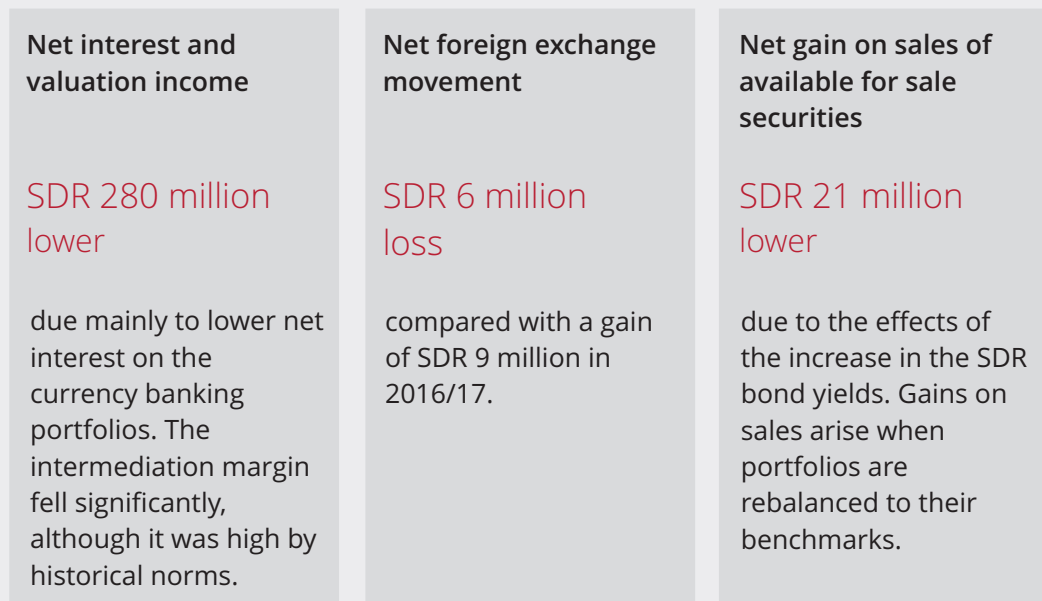 Net interest and
valuation income
SDR 280 million
lower
due mainly to lower net
interest on the
currency banking
portfolios. The
intermediation margin
fell significantly,
although it was high by
historical norms.
Net foreign exchange
movement
SDR 6 million
loss
compared with a gain
of SDR 9 million in
2016/17.
Net gain on sales of
available for sale
securities
SDR 21 million
lower
due to the effects of
the increase in the SDR
bond yields. Gains on
sales arise when
portfolios are
rebalanced to their
benchmarks.